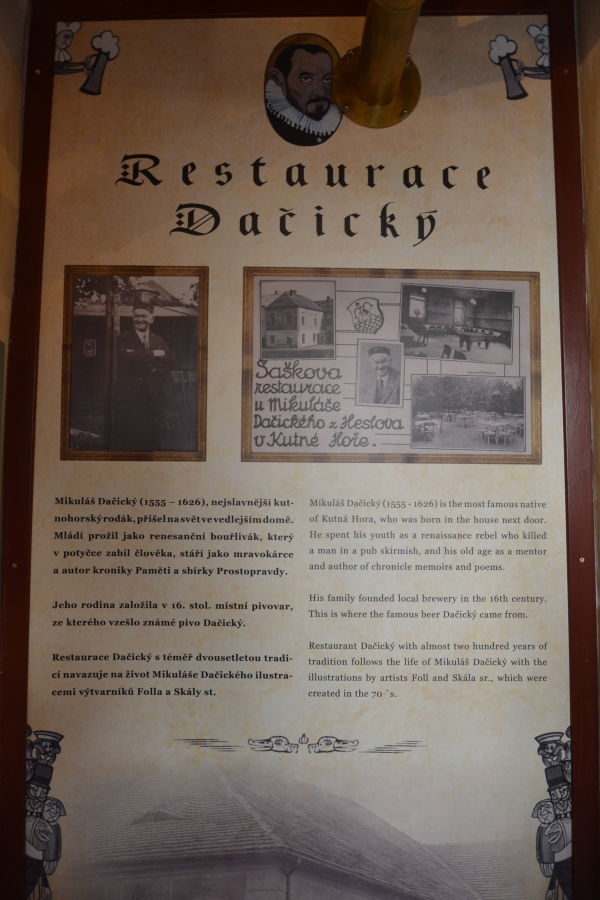 Restaurace
Dačický
Šaškova
restaurace
u Mikuláše
Dačického z Heslova
v Kutné Hoře.
Mikuláš Dačický (1555 – 1626), nejslavnější kut-
nohorský rodák, přišel na svět ve vedlejším domě.
Mládí prožil jako renesanční bouřlivák, který
v potyčce zabil člověka, stáří jako mravokárce
a autor kroniky Paměti a sbírky Prostopravdy.
Jeho rodina založila v 16. stol. místní pivovar,
ze kterého vzešlo známé pivo Dačický.
Restaurace Dačický s téměř dvousetletou tradi-
cí navazuje na život Mikuláše Dačického ilustra-
cemi výtvarníků Folla a Skály st.
Mikuláš Dačický (1555 - 1626) is the most famous native
of Kutná Hora, who was born in the house next door.
He spent his youth as a renaissance rebel who killed
a man in a pub skirmish, and his old age as a mentor
and author of chronicle memoirs and poems.
His family founded local brewery in the 16th century.
This is where the famous beer Dačický came from.
Restaurant Dačický with almost two hundred years of
tradition follows the life of Mikuláš Dačický with the
illustrations by artists Foll and Skála sr., which were
created in the 70 ´s.